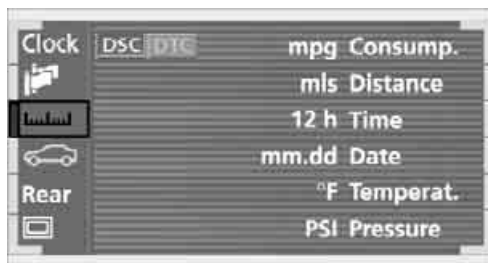 Clock DSC DTC mpg Consump.
mls Distance
12 h Time
mm.dd Date
°F Temperat.
Rear
PSI Pressure